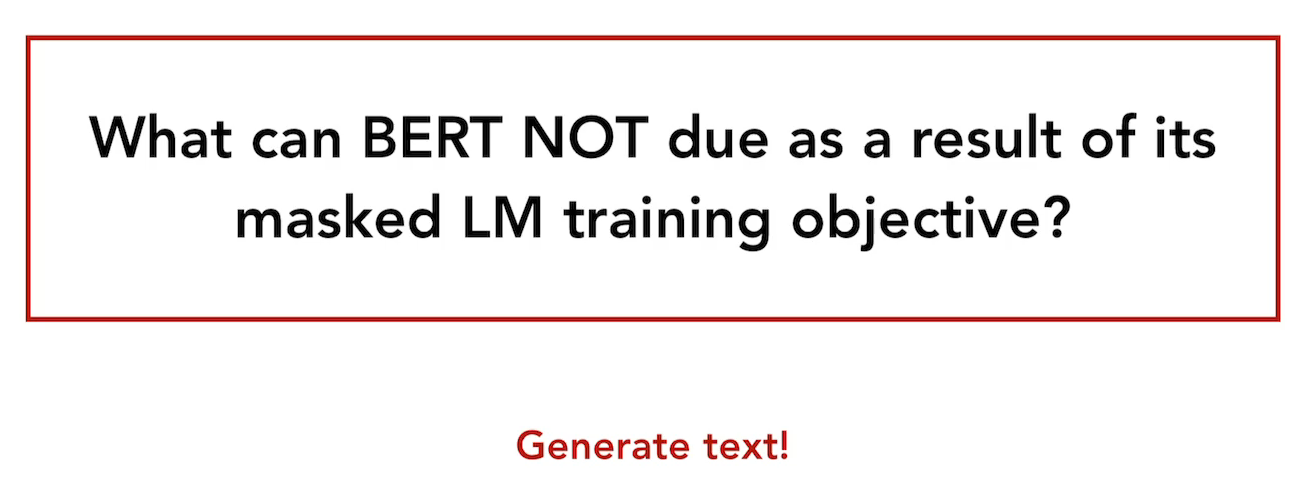 What can BERT NOT due as a result of its
masked LM training objective?
Generate text!